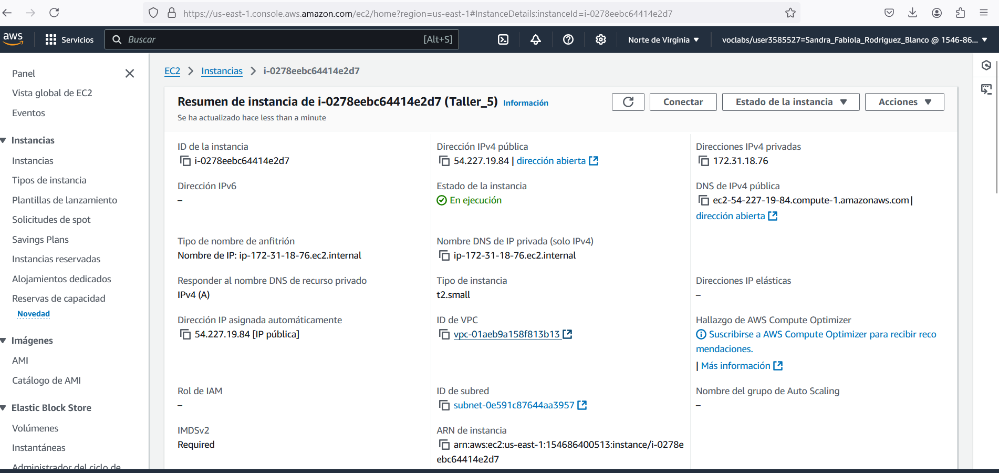 https://us-east-1.console.aws.amazon.com/ec2/home?region=us-east-1#InstanceDetails:instanceId=i-0278eebc64414e2d7
aws
Servicios
Buscar
[Alt+S]
Norte de Virginia
voclabs/user3585527=Sandra_Fabiola_Rodriguez_Blanco @ 1546-86...
Panel
Vista global de EC2
Eventos
Instancias
Instancias
Tipos de instancia
Plantillas de lanzamiento
Solicitudes de spot
Savings Plans
Instancias reservadas
Alojamientos dedicados
Reservas de capacidad
Novedad
Imágenes
AMI
Catálogo de AMI
Elastic Block Store
Volúmenes
Instantáneas
Administrador del ciclo de
EC2 > Instancias > i-0278eebc64414e2d7
Resumen de instancia de i-0278eebc64414e2d7 (Taller_5) Información
Se ha actualizado hace less than a minute
Conectar
Estado de la instancia
Acciones
ID de la instancia
i-0278eebc64414e2d7
Dirección IPv4 pública
54.227.19.84 | dirección abierta
Direcciones IPv4 privadas
172.31.18.76
Dirección IPv6
–
Estado de la instancia
En ejecución
DNS de IPv4 pública
ec2-54-227-19-84.compute-1.amazonaws.com |
dirección abierta
Tipo de nombre de anfitrión
Nombre de IP: ip-172-31-18-76.ec2.internal
Nombre DNS de IP privada (solo IPv4)
ip-172-31-18-76.ec2.internal
Responder al nombre DNS de recurso privado
IPv4 (A)
Tipo de instancia
t2.small
Direcciones IP elásticas
–
Dirección IP asignada automáticamente
54.227.19.84 [IP pública]
ID de VPC
vpc-01aeb9a158f813b13
Hallazgo de AWS Compute Optimizer
Suscribirse a AWS Compute Optimizer para recibir reco
mendaciones.
| Más información
Rol de IAM
–
ID de subred
subnet-0e591c87644aa3957
Nombre del grupo de Auto Scaling
–
IMDSv2
Required
ARN de instancia
arn:aws:ec2:us-east-1:154686400513:instance/i-0278e
ebc64414e2d7